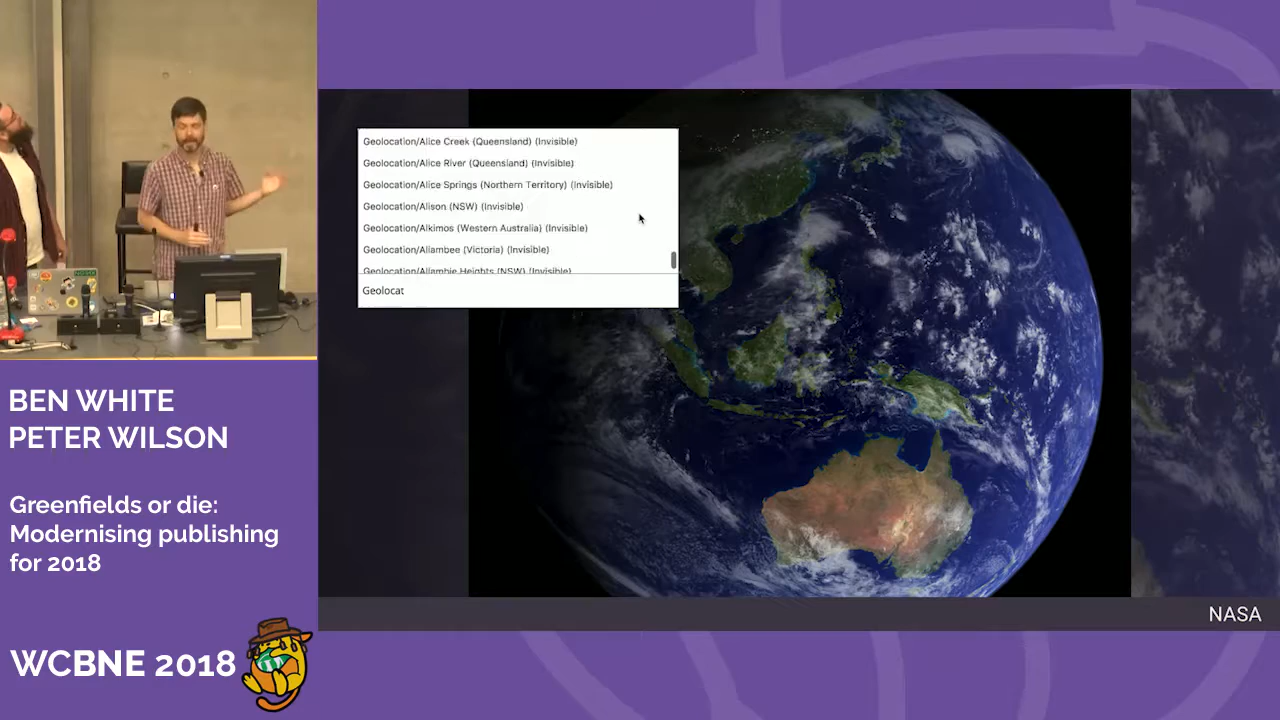 Geolocation/Alice Creek (Queensland) (Invisible)
Geolocation/Alice River (Queensland) (Invisible)
Geolocation/Alice Springs (Northern Territory) (Invisible)
Geolocation/Alison (NSW) (Invisible)
Geolocation/Alkimos (Western Australia) (Invisible)
Geolocation/Allambee (Victoria) (Invisible)
Geolocation/Allambie Heights (NSW) (Invisible)
Geolocat
BEN WHITE
PETER WILSON
Greenfields or die:
Modernising publishing
for 2018
WCBNE 2018
NASA